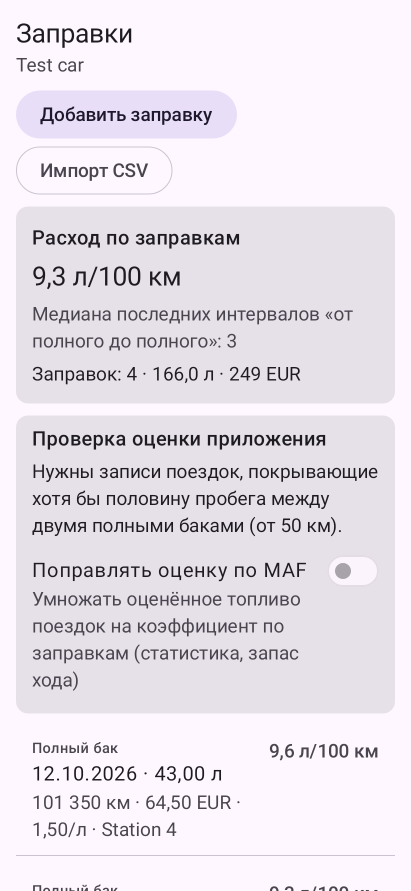 Заправки
Test car
Добавить заправку
Импорт CSV
Расход по заправкам
9,3 л/100 км
Медиана последних интервалов «от
полного до полного»: 3
Заправок: 4 · 166,0 л · 249 EUR
Проверка оценки приложения
Нужны записи поездок, покрывающие
хотя бы половину пробега между
двумя полными баками (от 50 км).
Поправлять оценку по MAF
Умножать оценённое топливо
поездок на коэффициент по
заправкам (статистика, запас
хода)
Полный бак
9,6 л/100 км
12.10.2026 · 43,00 л
101 350 км · 64,50 EUR ·
1,50/л · Station 4
Полный бак